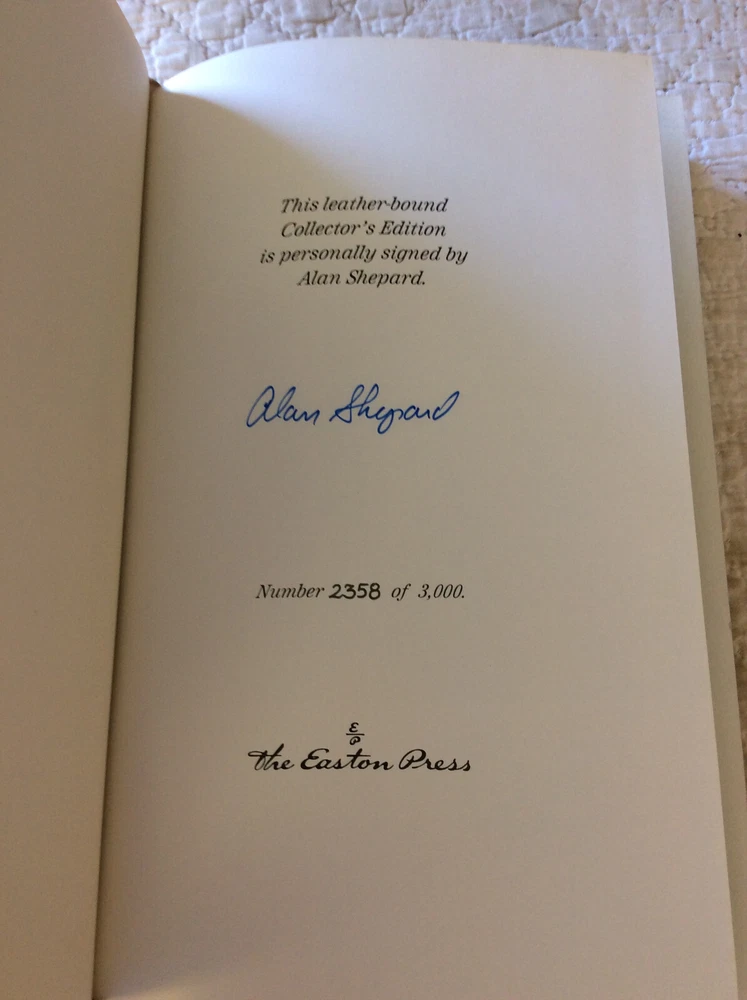 This leather-bound
Collector's Edition
is personally signed by
Alan Shepard.
Alan Shepard
Number 2358 of 3,000.
E
P
the Easton Press